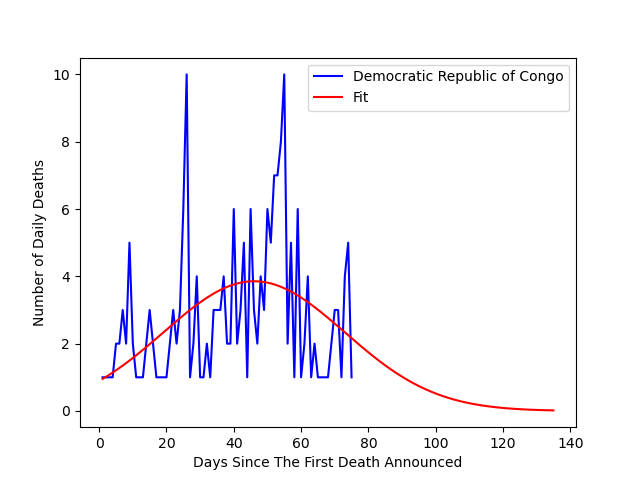 Democratic Republic of Congo
Fit
Number of Daily Deaths
10
8
6
4
2
0
0 20 40 60 80 100 120 140
Days Since The First Death Announced